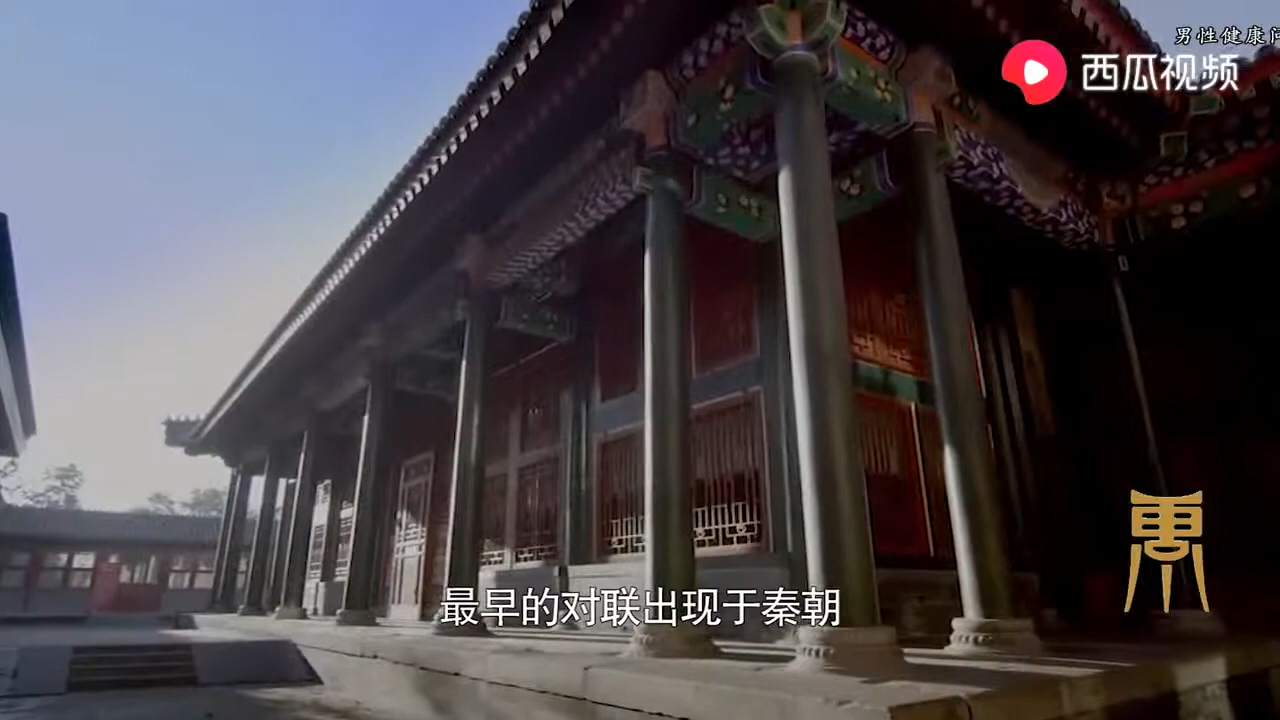 男性健康问
西瓜视频
最早的对联出现于秦朝